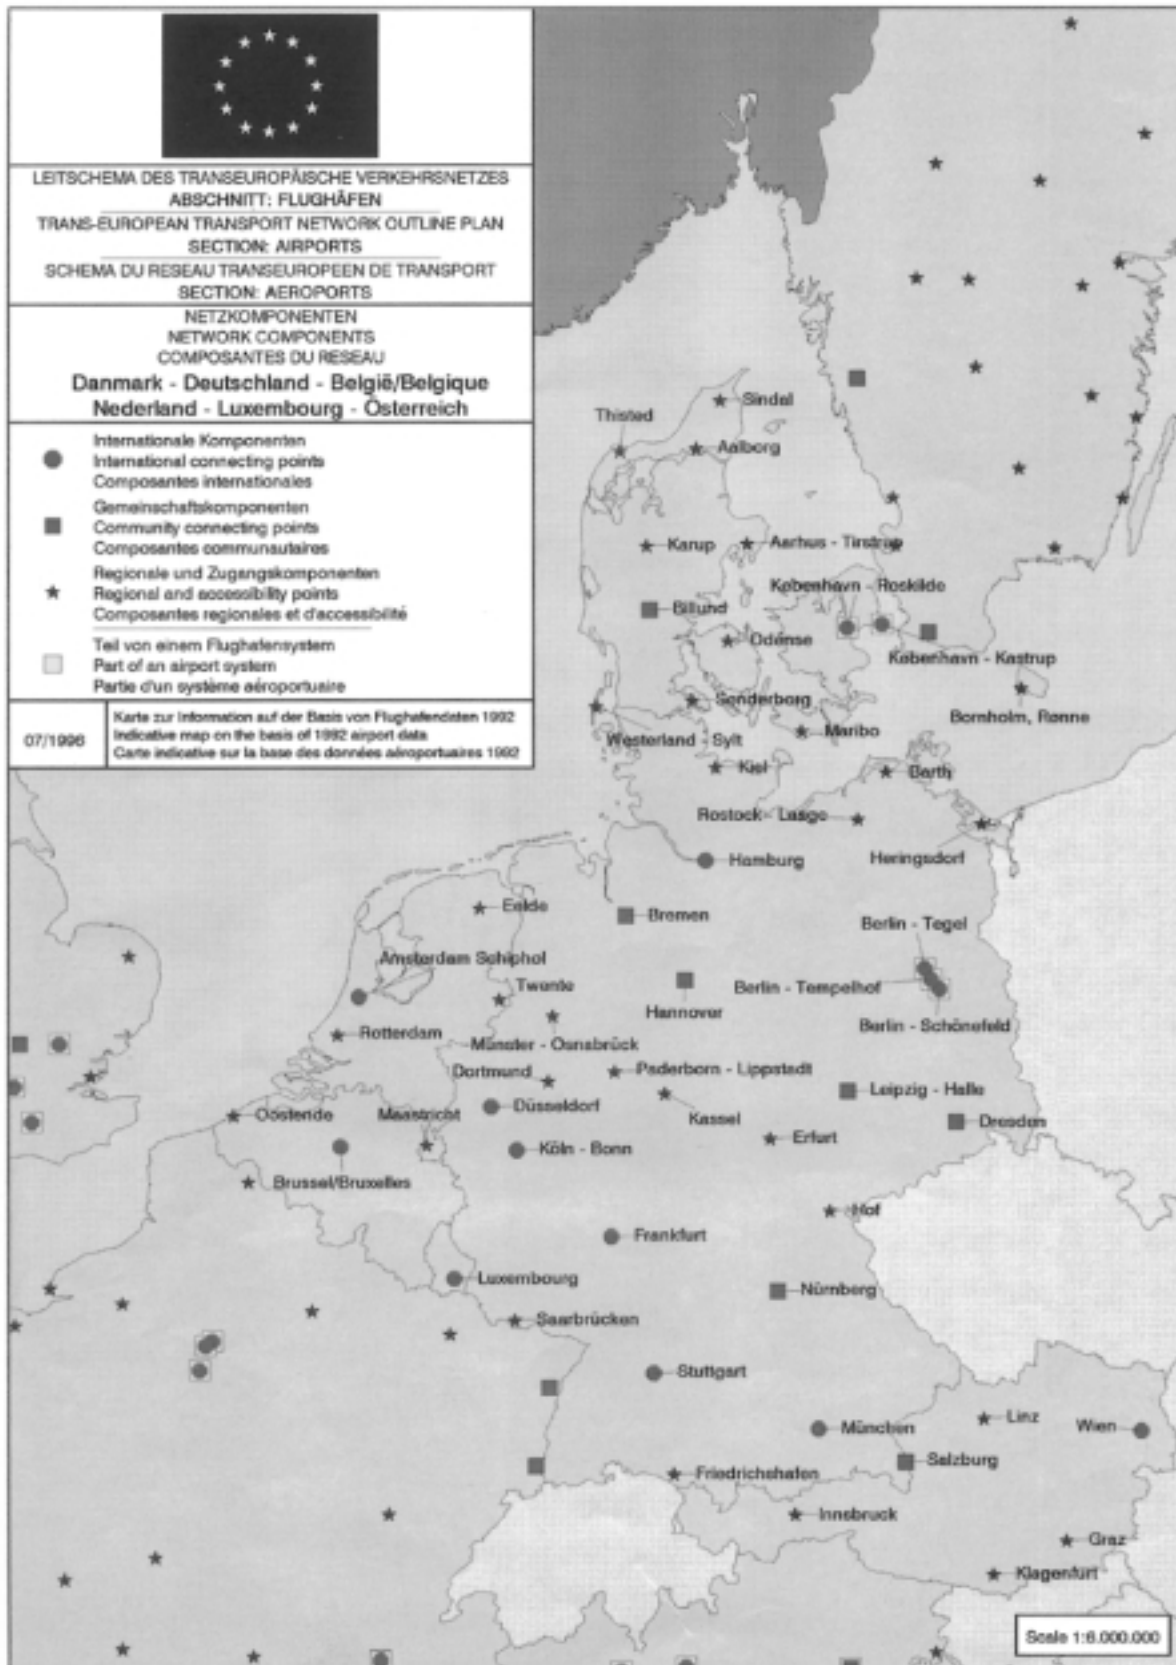 LEITSCHEMA DES TRANSEUROPÄISCHE VERKEHRSNETZES
ABSCHNITT: FLUGHÄFEN
TRANS-EUROPEAN TRANSPORT NETWORK OUTLINE PLAN
SECTION: AIRPORTS
SCHEMA DU RESEAU TRANSEUROPEEN DE TRANSPORT
SECTION: AEROPORTS
NETZKOMPONENTEN
NETWORK COMPONENTS
COMPOSANTES DU RESEAU
Danmark - Deutschland - België/Belgique
Nederland - Luxembourg - Österreich
Internationale Komponenten
International connecting points
Composantes internationales
Gemeinschaftskomponenten
Community connecting points
Composantes communautaires
Regionale und Zugangskomponenten
Regional and accessibility points
Composantes regionales et d'accessibilité
Teil von einem Flughafensystem
Part of an airport system
Partie d'un système aéroportuaire
07/1996
Karte zur Information auf der Basis von Flughafendaten 1992
Indicative map on the basis of 1992 airport data
Carte indicative sur la base des données aéroportuaires 1992
Sindal
Thisted
Aalborg
Karup
Aarhus - Tirstrup
København - Roskilde
Billund
Odense
København - Kastrup
Sønderborg
Bornholm, Rønne
Maribo
Westerland - Sylt
Kiel
Barth
Rostock - Laage
Heringsdorf
Hamburg
Eelde
Bremen
Berlin - Tegel
Amsterdam Schiphol
Twente
Berlin - Tempelhof
Hannover
Berlin - Schönefeld
Rotterdam
Münster - Osnabrück
Dortmund
Paderborn - Lippstadt
Leipzig - Halle
Düsseldorf
Kassel
Oostende
Maastricht
Dresden
Erfurt
Köln - Bonn
Brussel/Bruxelles
Hof
Frankfurt
Luxembourg
Nürnberg
Saarbrücken
Stuttgart
Linz
Wien
München
Salzburg
Friedrichshafen
Innsbruck
Graz
Klagenfurt
Scale 1:6.000.000